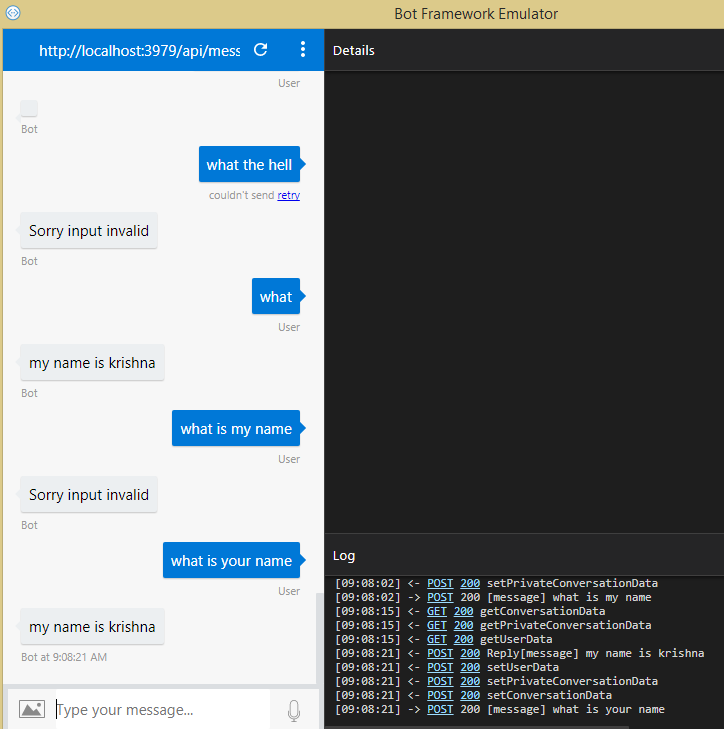 Bot Framework Emulator
http://localhost:3979/api/mess
Details
User
Bot
what the hell
couldn't send retry
Sorry input invalid
Bot
what
User
my name is krishna
Bot
what is my name
User
Sorry input invalid
Bot
what is your name
User
my name is krishna
Bot at 9:08:21 AM
Type your message...
Log
[09:08:02] <- POST 200 setPrivateConversationData
[09:08:02] -> POST 200 [message] what is my name
[09:08:15] <- GET 200 getConversationData
[09:08:15] <- GET 200 getPrivateConversationData
[09:08:15] <- GET 200 getUserData
[09:08:21] <- POST 200 Reply[message] my name is krishna
[09:08:21] <- POST 200 setUserData
[09:08:21] <- POST 200 setPrivateConversationData
[09:08:21] <- POST 200 setConversationData
[09:08:21] -> POST 200 [message] what is your name